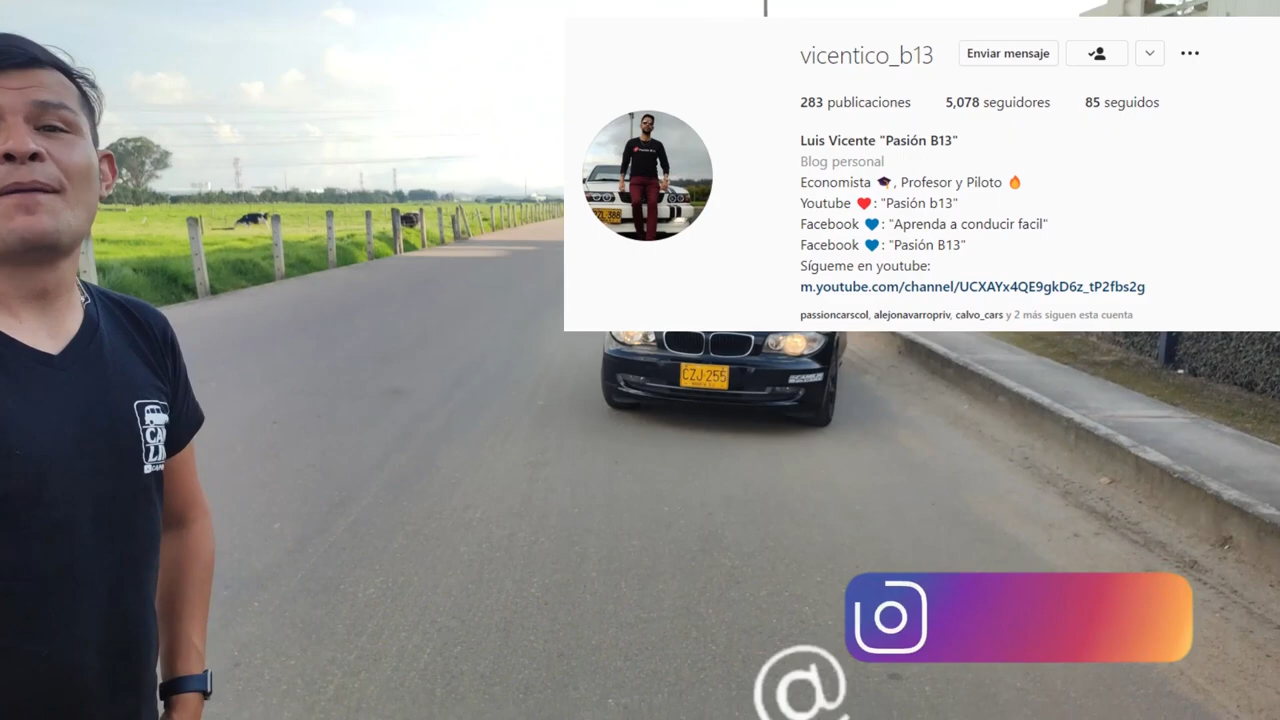 vicentico_b13 Enviar mensaje
283 publicaciones 5,078 seguidores 85 seguidos
Luis Vicente "Pasión B13"
Blog personal
Economista 🎓, Profesor y Piloto 🔥
Youtube ❤️: "Pasión b13"
Facebook 💙: "Aprenda a conducir facil"
Facebook 💙: "Pasión B13"
Sígueme en youtube:
m.youtube.com/channel/UCXAYx4QE9gkD6z_tP2fbs2g
passioncarscol, alejonavarropriv, calvo_cars y 2 más siguen esta cuenta
CZJ·255
@